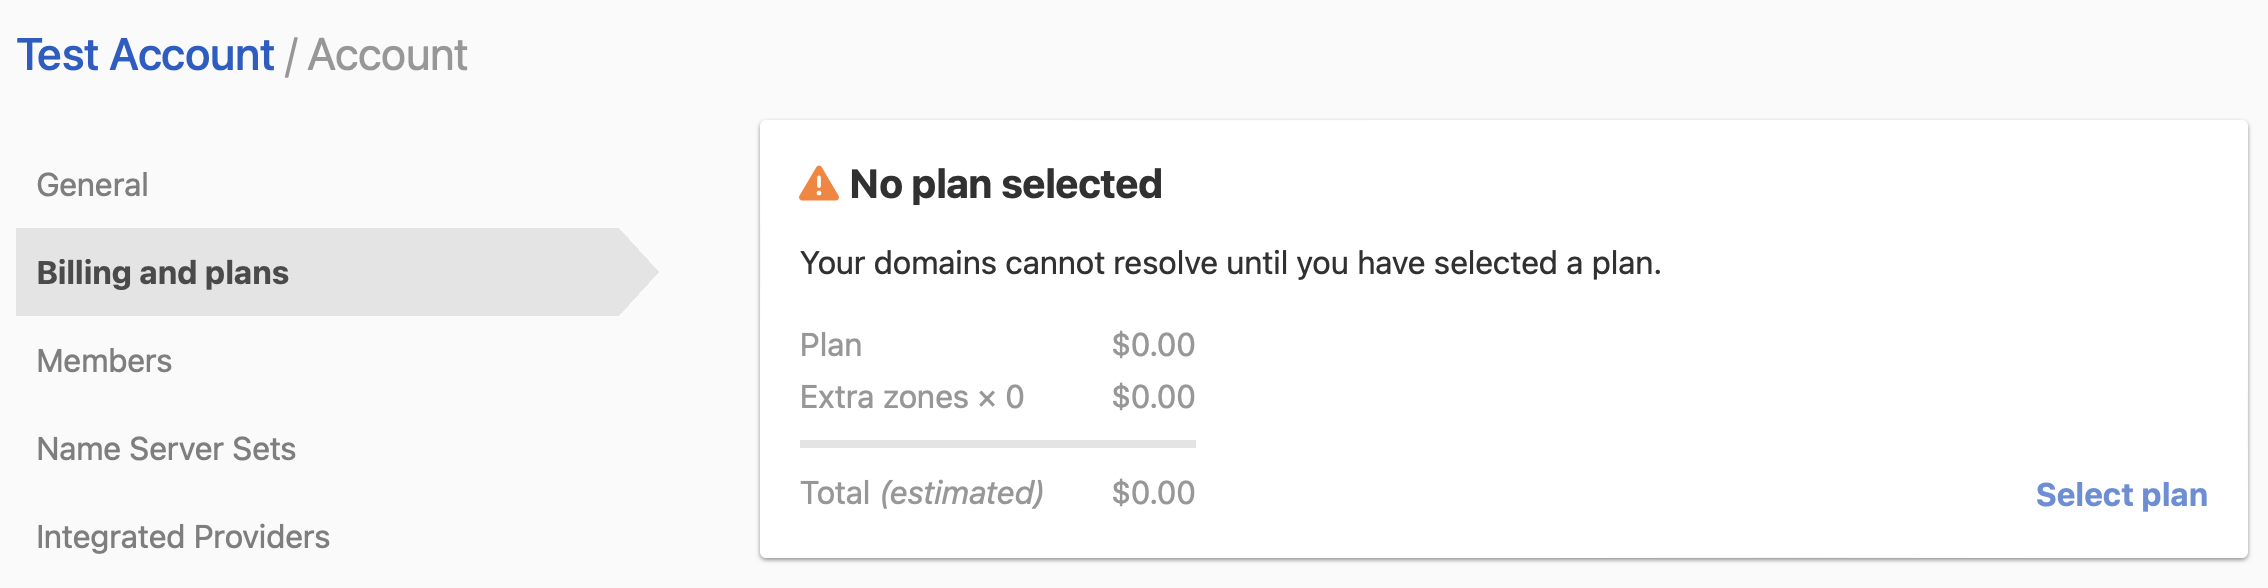 Test Account / Account
General
Billing and plans
Members
Name Server Sets
Integrated Providers
No plan selected
Your domains cannot resolve until you have selected a plan.
Plan $0.00
Extra zones × 0 $0.00
Total (estimated) $0.00
Select plan